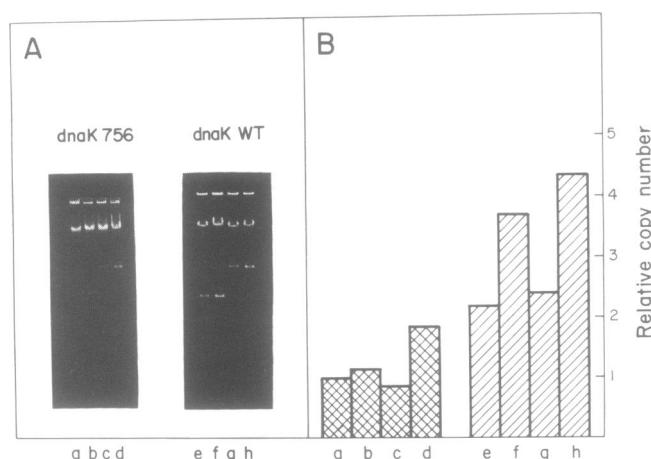 A
B
dnaK 756
dnaK WT
a b c d
e f g h
5
4
3
2
1
Relative copy number
a b c d e f g h